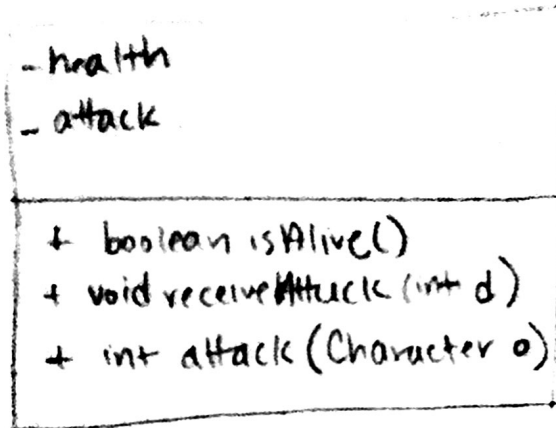 - health
- attack
+ boolean isAlive()
+ void receiveAttack (int d)
+ int attack (Character o)